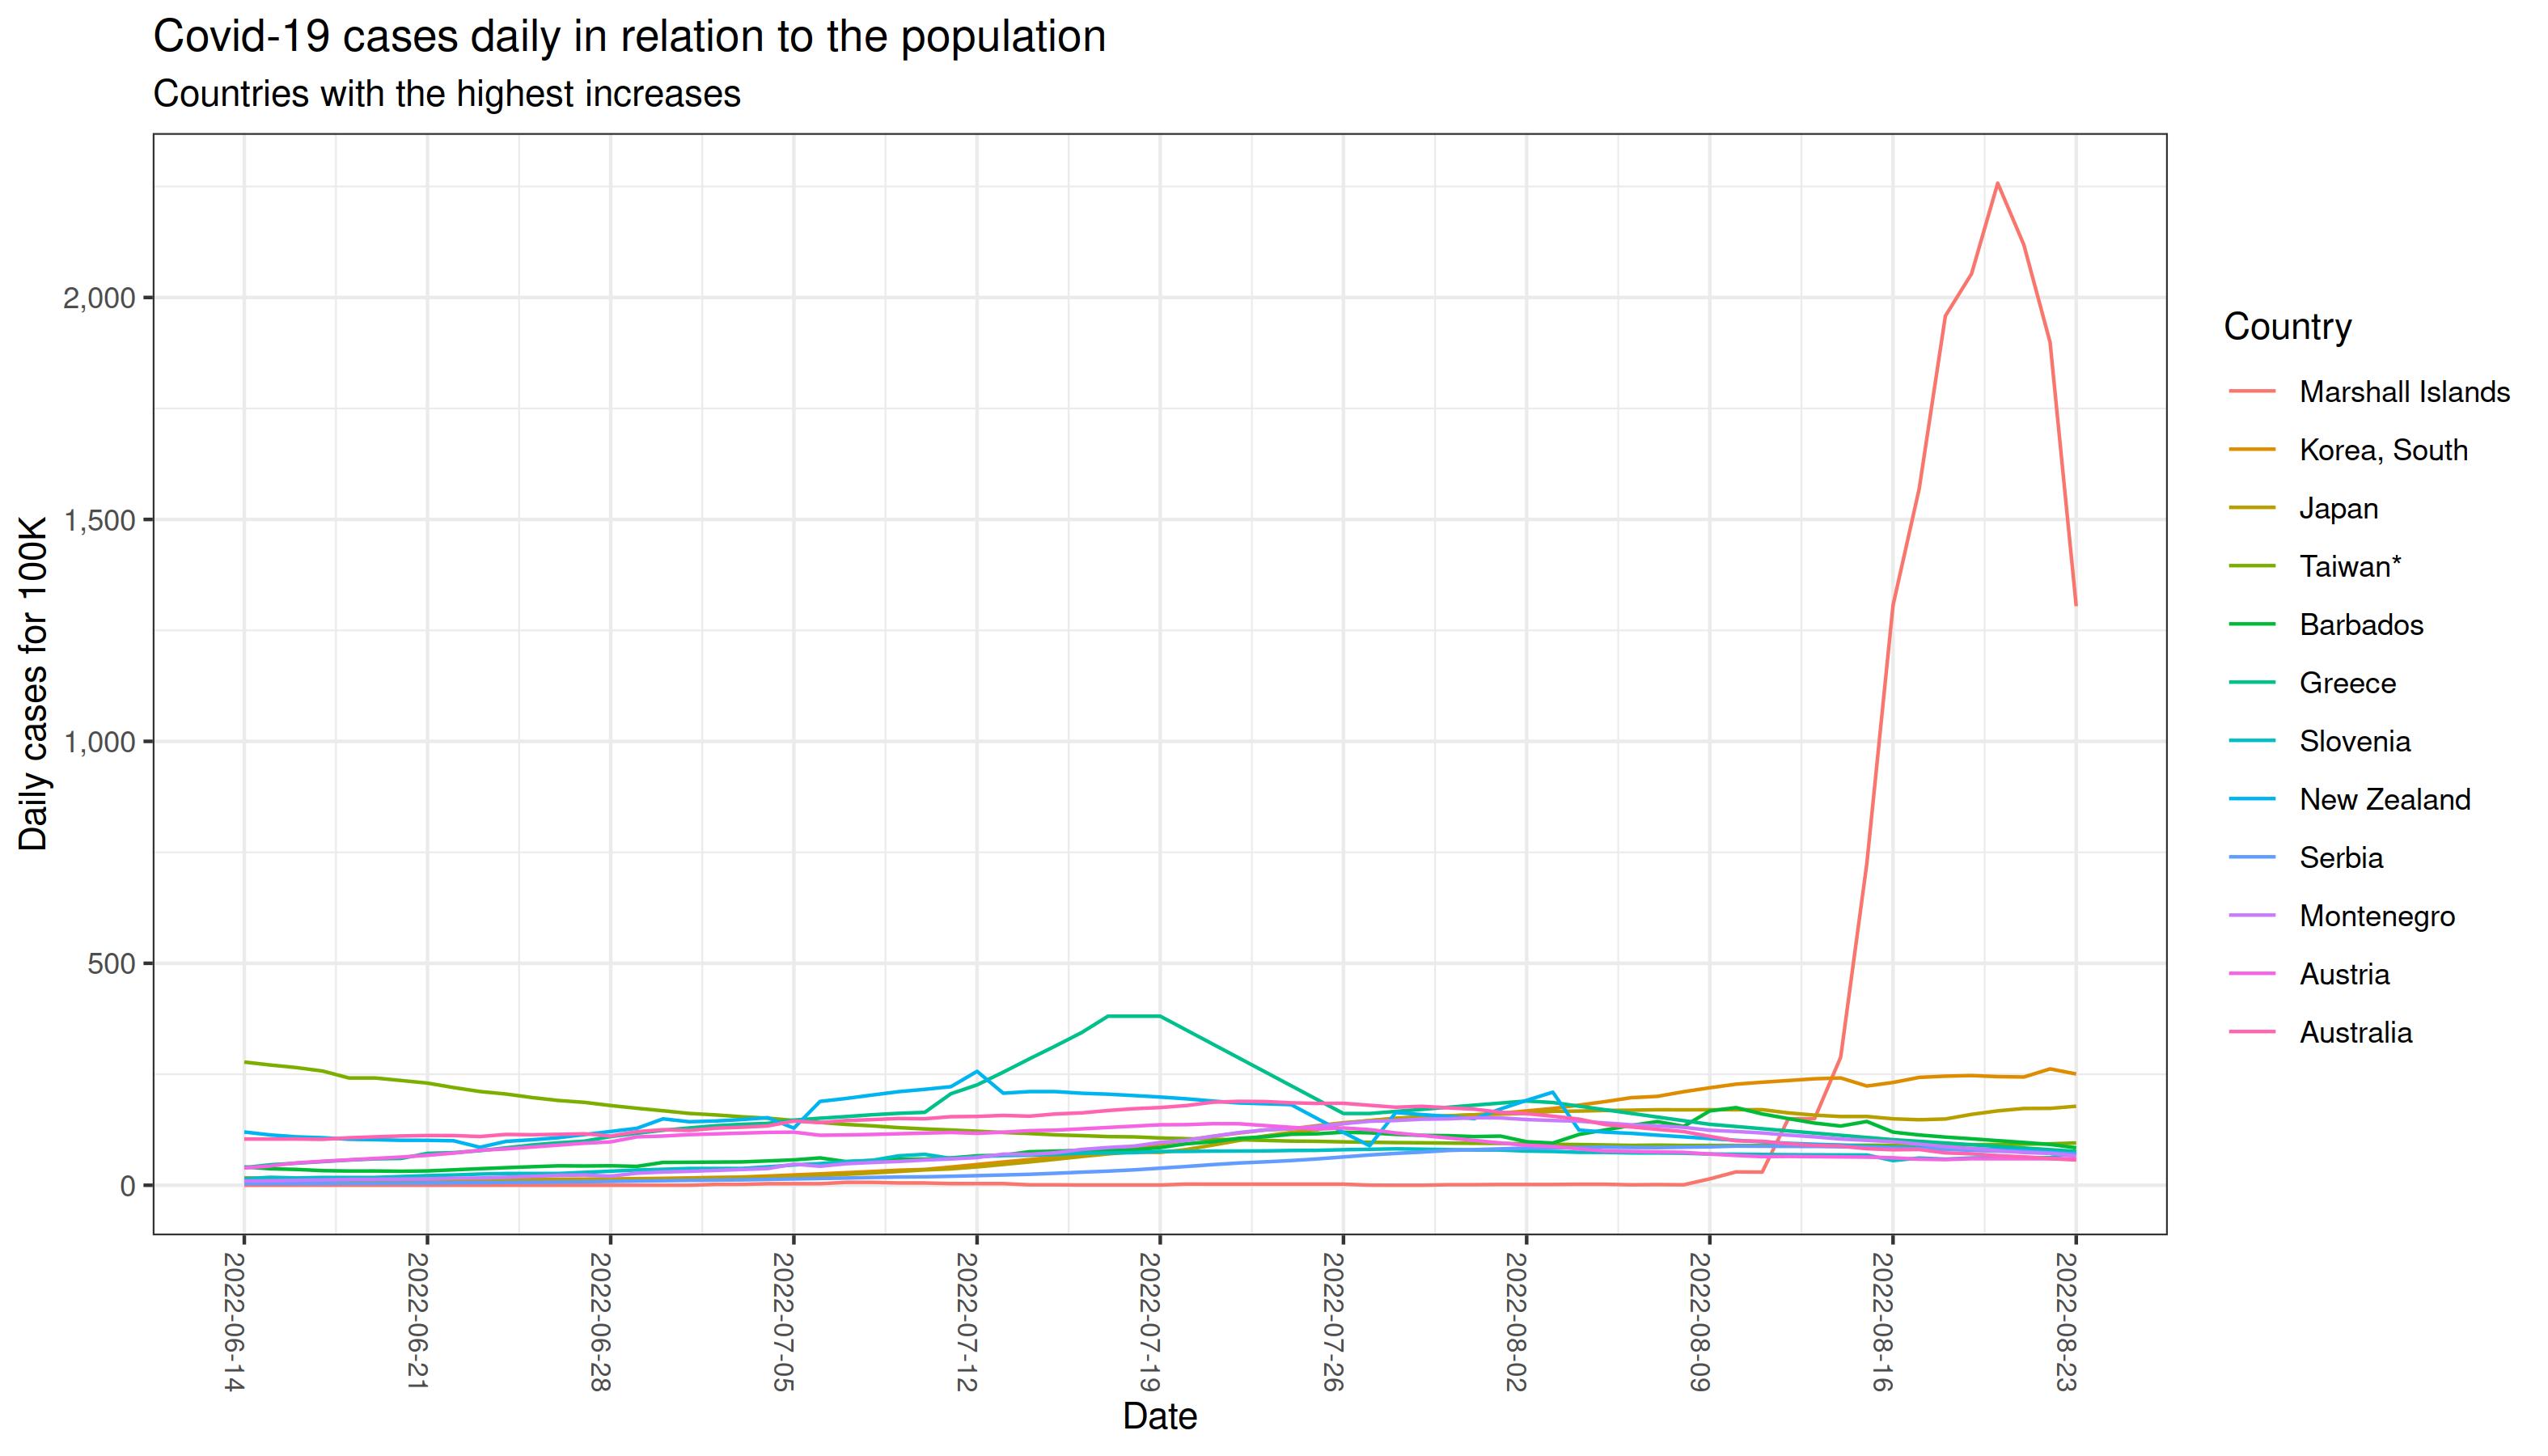 Covid-19 cases daily in relation to the population
Countries with the highest increases
Daily cases for 100K
2,000
1,500
1,000
500
0
2022-06-14
2022-06-21
2022-06-28
2022-07-05
2022-07-12
2022-07-19
2022-07-26
2022-08-02
2022-08-09
2022-08-16
2022-08-23
Date
Country
Marshall Islands
Korea, South
Japan
Taiwan*
Barbados
Greece
Slovenia
New Zealand
Serbia
Montenegro
Austria
Australia